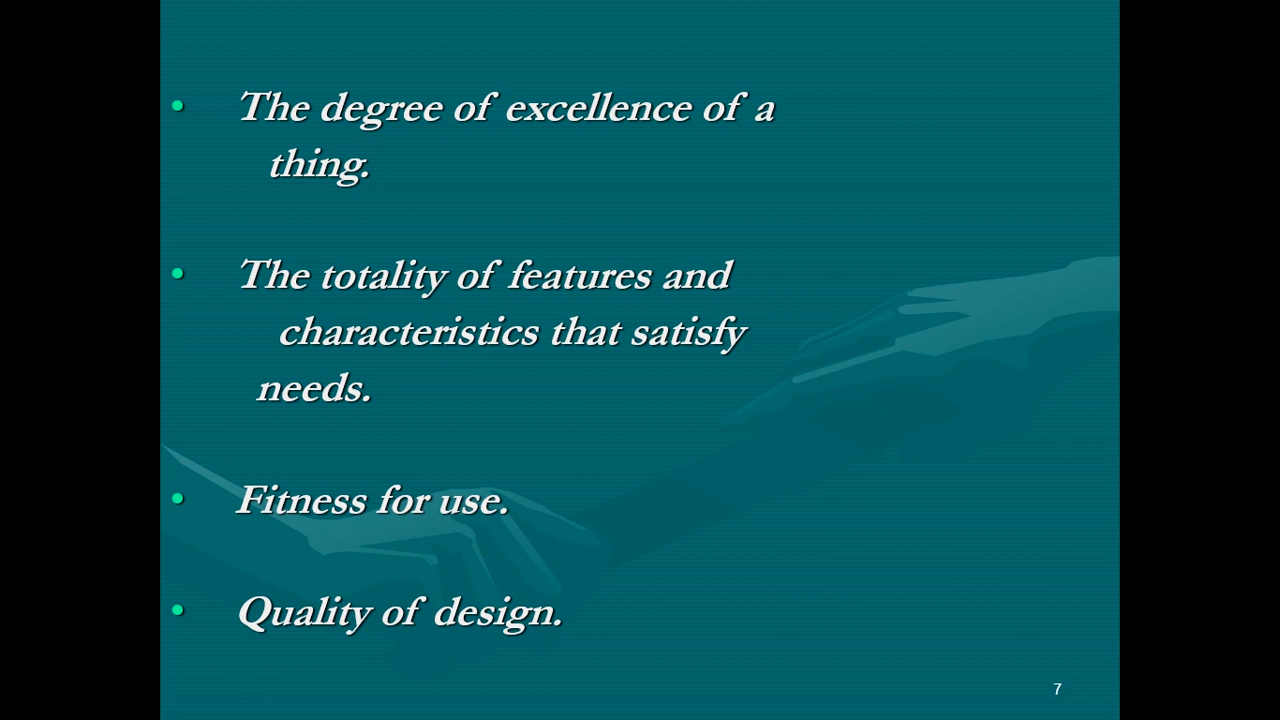 • The degree of excellence of a
thing.
• The totality of features and
characteristics that satisfy
needs.
• Fitness for use.
• Quality of design.
7